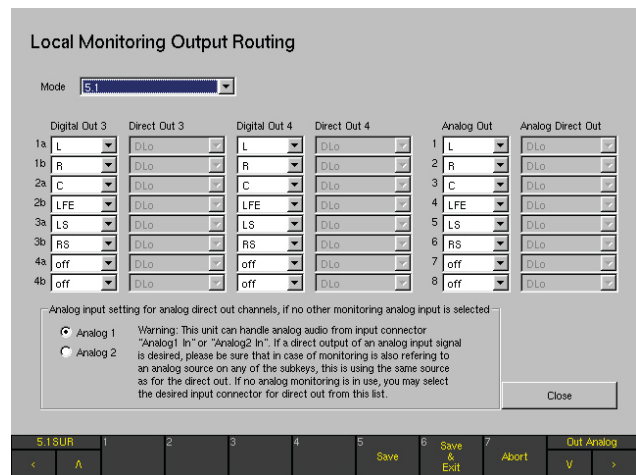 Local Monitoring Output Routing
Mode 5.1
Digital Out 3 Direct Out 3 Digital Out 4 Direct Out 4 Analog Out Analog Direct Out
1a L DLo L DLo 1 L DLo
1b R DLo R DLo 2 R DLo
2a C DLo C DLo 3 C DLo
2b LFE DLo LFE DLo 4 LFE DLo
3a LS DLo LS DLo 5 LS DLo
3b RS DLo RS DLo 6 RS DLo
4a off DLo off DLo 7 off DLo
4b off DLo off DLo 8 off DLo
Analog input setting for analog direct out channels, if no other monitoring analog input is selected
Analog 1
Analog 2
Warning: This unit can handle analog audio from input connector
"Analog1 In" or "Analog2 In". If a direct output of an analog input signal
is desired, please be sure that in case of monitoring is also refering to
an analog source on any of the subkeys, this is using the same source
as for the direct out. If no analog monitoring is in use, you may select
the desired input connector for direct out from this list.
Close
5.1SUR 1 2 3 4 5 6 7 Out Analog
< ∧ Save Save & Exit Abort ∨ >